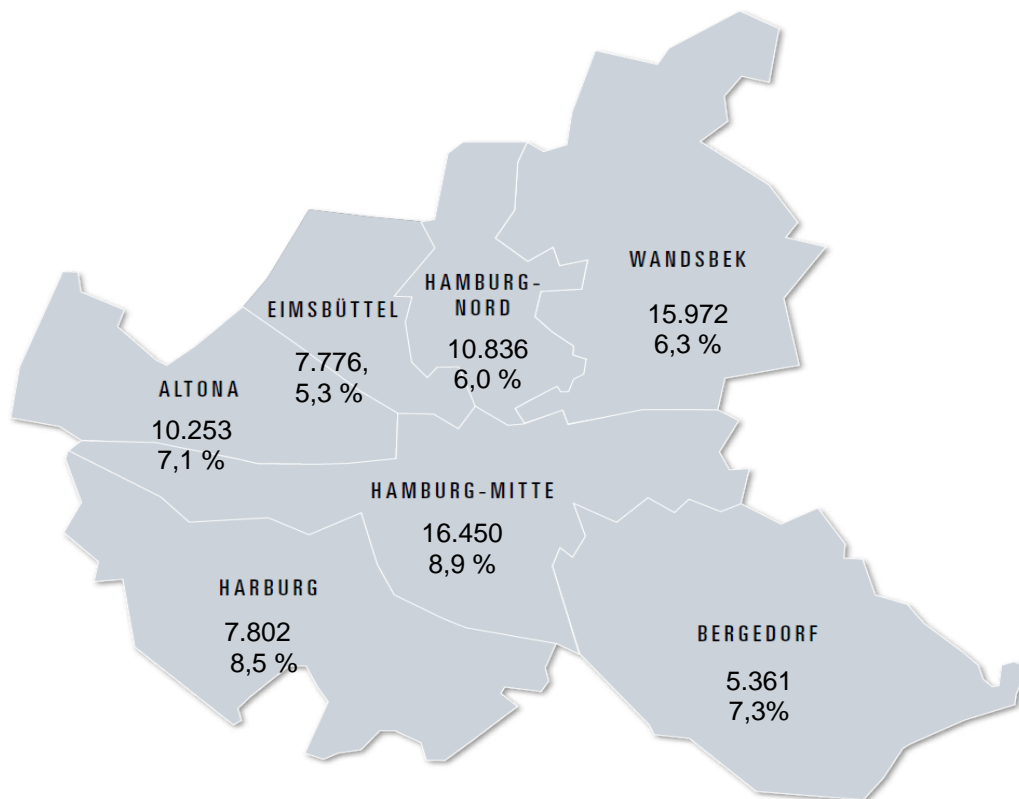 WANDSBEK
15.972
6,3 %
HAMBURG-
NORD
10.836
6,0 %
EIMSBÜTTEL
7.776,
5,3 %
ALTONA
10.253
7,1 %
HAMBURG-MITTE
16.450
8,9 %
HARBURG
7.802
8,5 %
BERGEDORF
5.361
7,3%